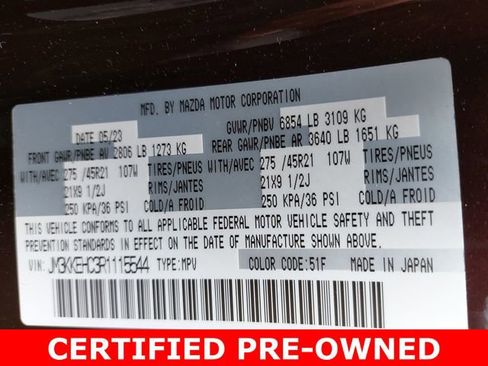 MFD. BY MAZDA MOTOR CORPORATION
DATE 05/23 GVWR/PNBV 6854 LB 3109 KG
FRONT GAWR/PNBE AV 2806 LB 1273 KG REAR GAWR/PNBE AR 3640 LB 1651 KG
WITH/AVEC 275 /45R21 107W TIRES/PNEUS WITH/AVEC 275 /45R21 107W TIRES/PNEUS
21X9 1/2J RIMS/JANTES 21X9 1/2J RIMS/JANTES
250 KPA/36 PSI COLD/A FROID 250 KPA/36 PSI COLD/A FROID
THIS VEHICLE CONFORMS TO ALL APPLICABLE FEDERAL MOTOR VEHICLE SAFETY AND THEFT
PREVENTION STANDARDS IN EFFECT ON THE DATE OF MANUFACTURE SHOWN ABOVE.
VIN: JM3KKEHC3R1115544 TYPE:MPV COLOR CODE:51F MADE IN JAPAN
CERTIFIED PRE-OWNED